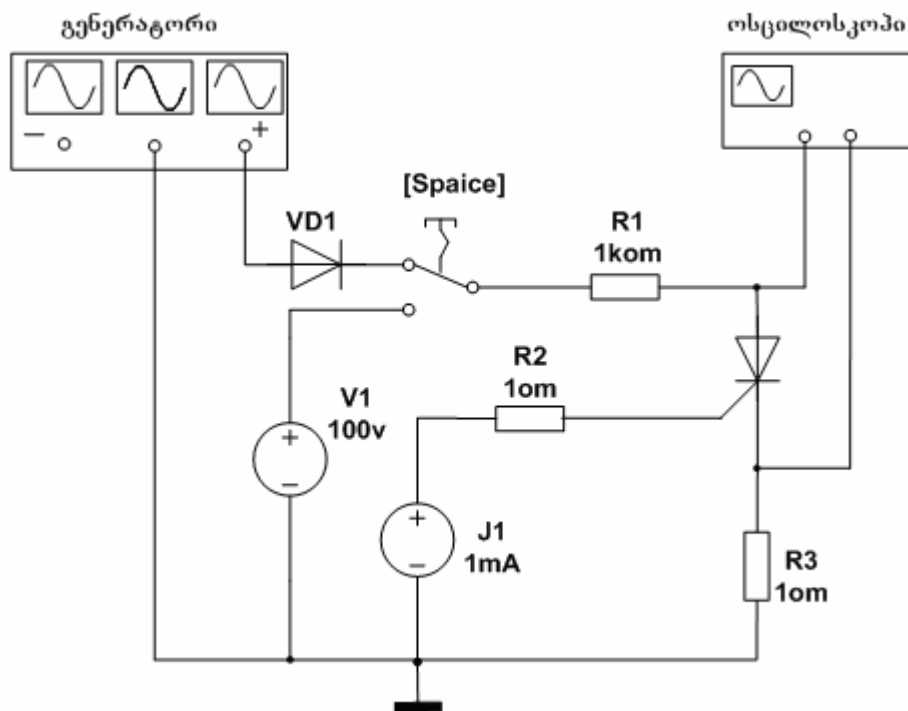 გენერატორი
ოსცილოსკოპი
− +
[Spaice]
VD1
R1
1kom
R2
1om
V1
100v
+
−
+
−
J1
1mA
R3
1om